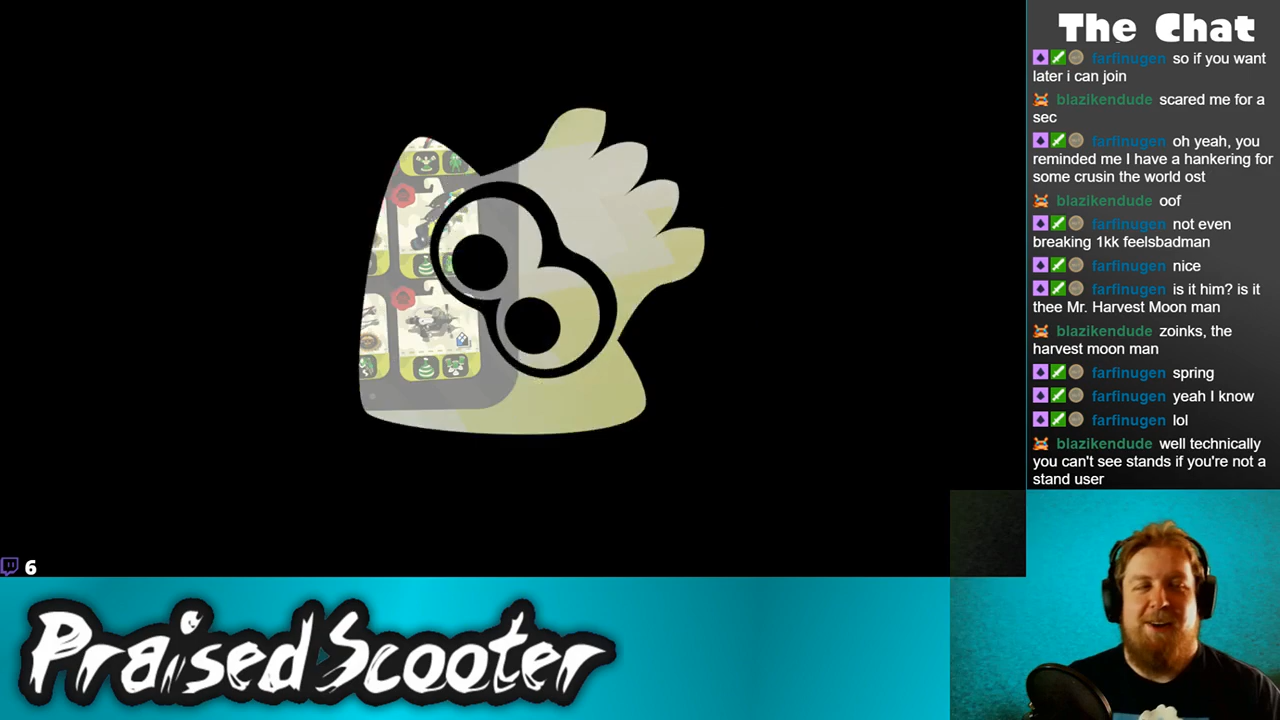 The Chat
farfinugen so if you want
later i can join
blazikendude scared me for a
sec
farfinugen oh yeah, you
reminded me I have a hankering for
some crusin the world ost
blazikendude oof
farfinugen not even
breaking 1kk feelsbadman
farfinugen nice
farfinugen is it him? is it
thee Mr. Harvest Moon man
blazikendude zoinks, the
harvest moon man
farfinugen spring
farfinugen yeah I know
farfinugen lol
blazikendude well technically
you can't see stands if you're not a
stand user
6
PraisedScooter